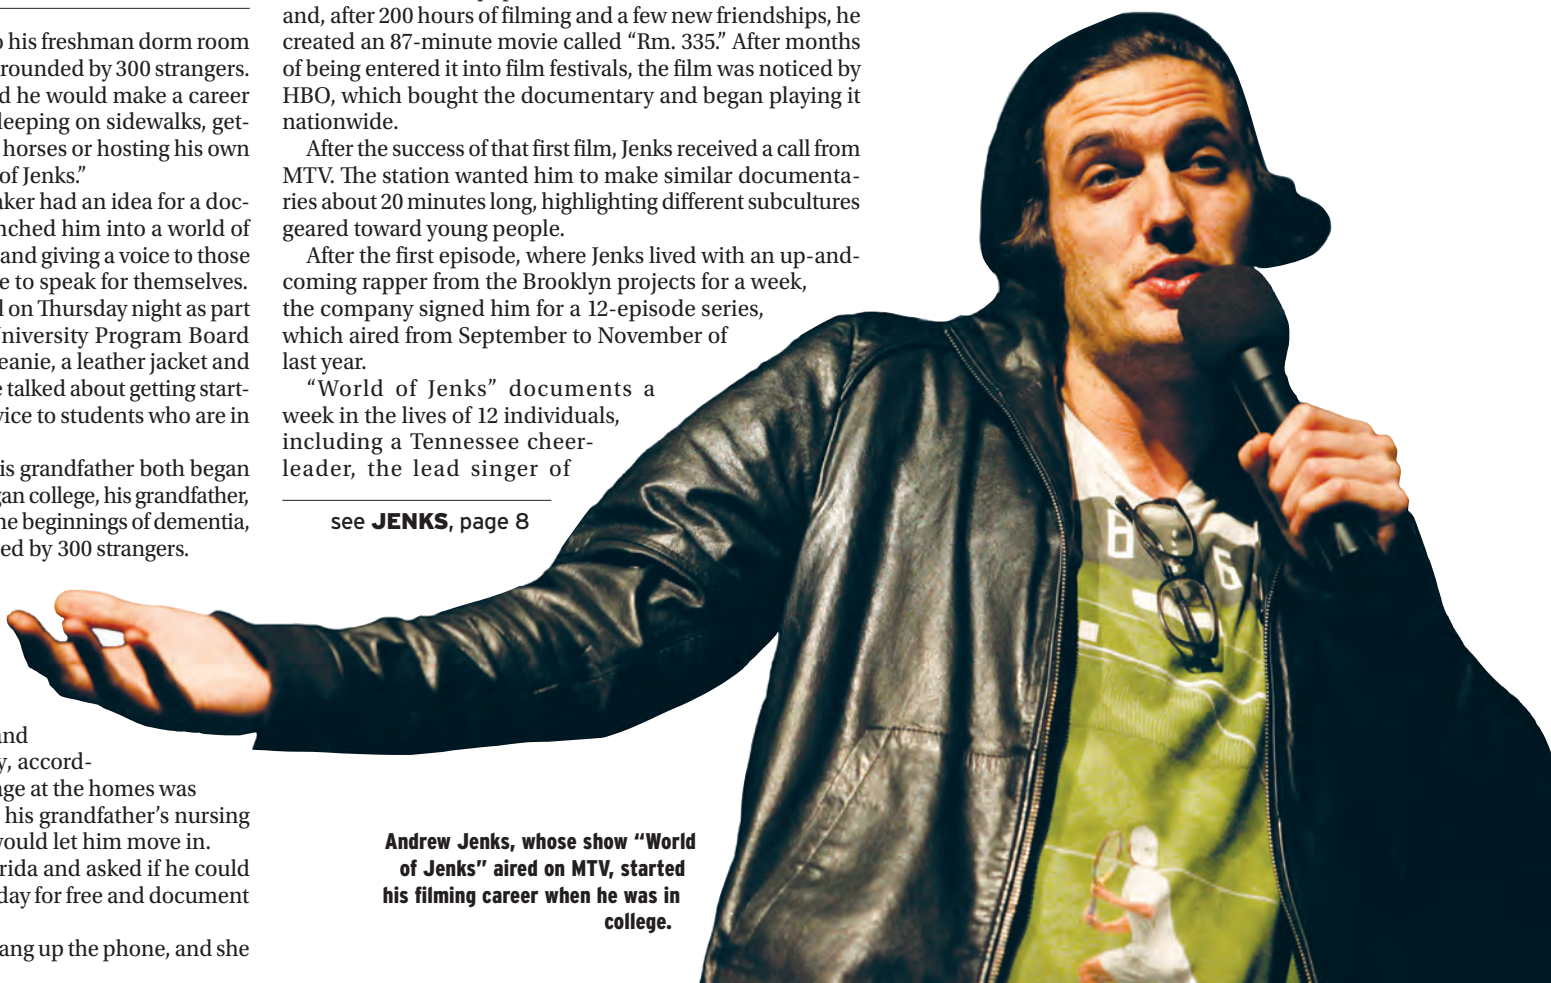 o his freshman dorm room
rounded by 300 strangers.
d he would make a career
leeping on sidewalks, get-
horses or hosting his own
of Jenks.”
aker had an idea for a doc-
nched him into a world of
and giving a voice to those
e to speak for themselves.
l on Thursday night as part
niversity Program Board
eanie, a leather jacket and
e talked about getting start-
vice to students who are in
is grandfather both began
gan college, his grandfather,
he beginnings of dementia,
ed by 300 strangers.
and
y, accord-
age at the homes was
his grandfather’s nursing
would let him move in.
rida and asked if he could
day for free and document
ang up the phone, and she
and, after 200 hours of filming and a few new friendships, he
created an 87-minute movie called “Rm. 335.” After months
of being entered it into film festivals, the film was noticed by
HBO, which bought the documentary and began playing it
nationwide.
After the success of that first film, Jenks received a call from
MTV. The station wanted him to make similar documenta-
ries about 20 minutes long, highlighting different subcultures
geared toward young people.
After the first episode, where Jenks lived with an up-and-
coming rapper from the Brooklyn projects for a week,
the company signed him for a 12-episode series,
which aired from September to November of
last year.
“World of Jenks” documents a
week in the lives of 12 individuals,
including a Tennessee cheer-
leader, the lead singer of
see JENKS, page 8
8
6
Andrew Jenks, whose show “World
of Jenks” aired on MTV, started
his filming career when he was in
college.